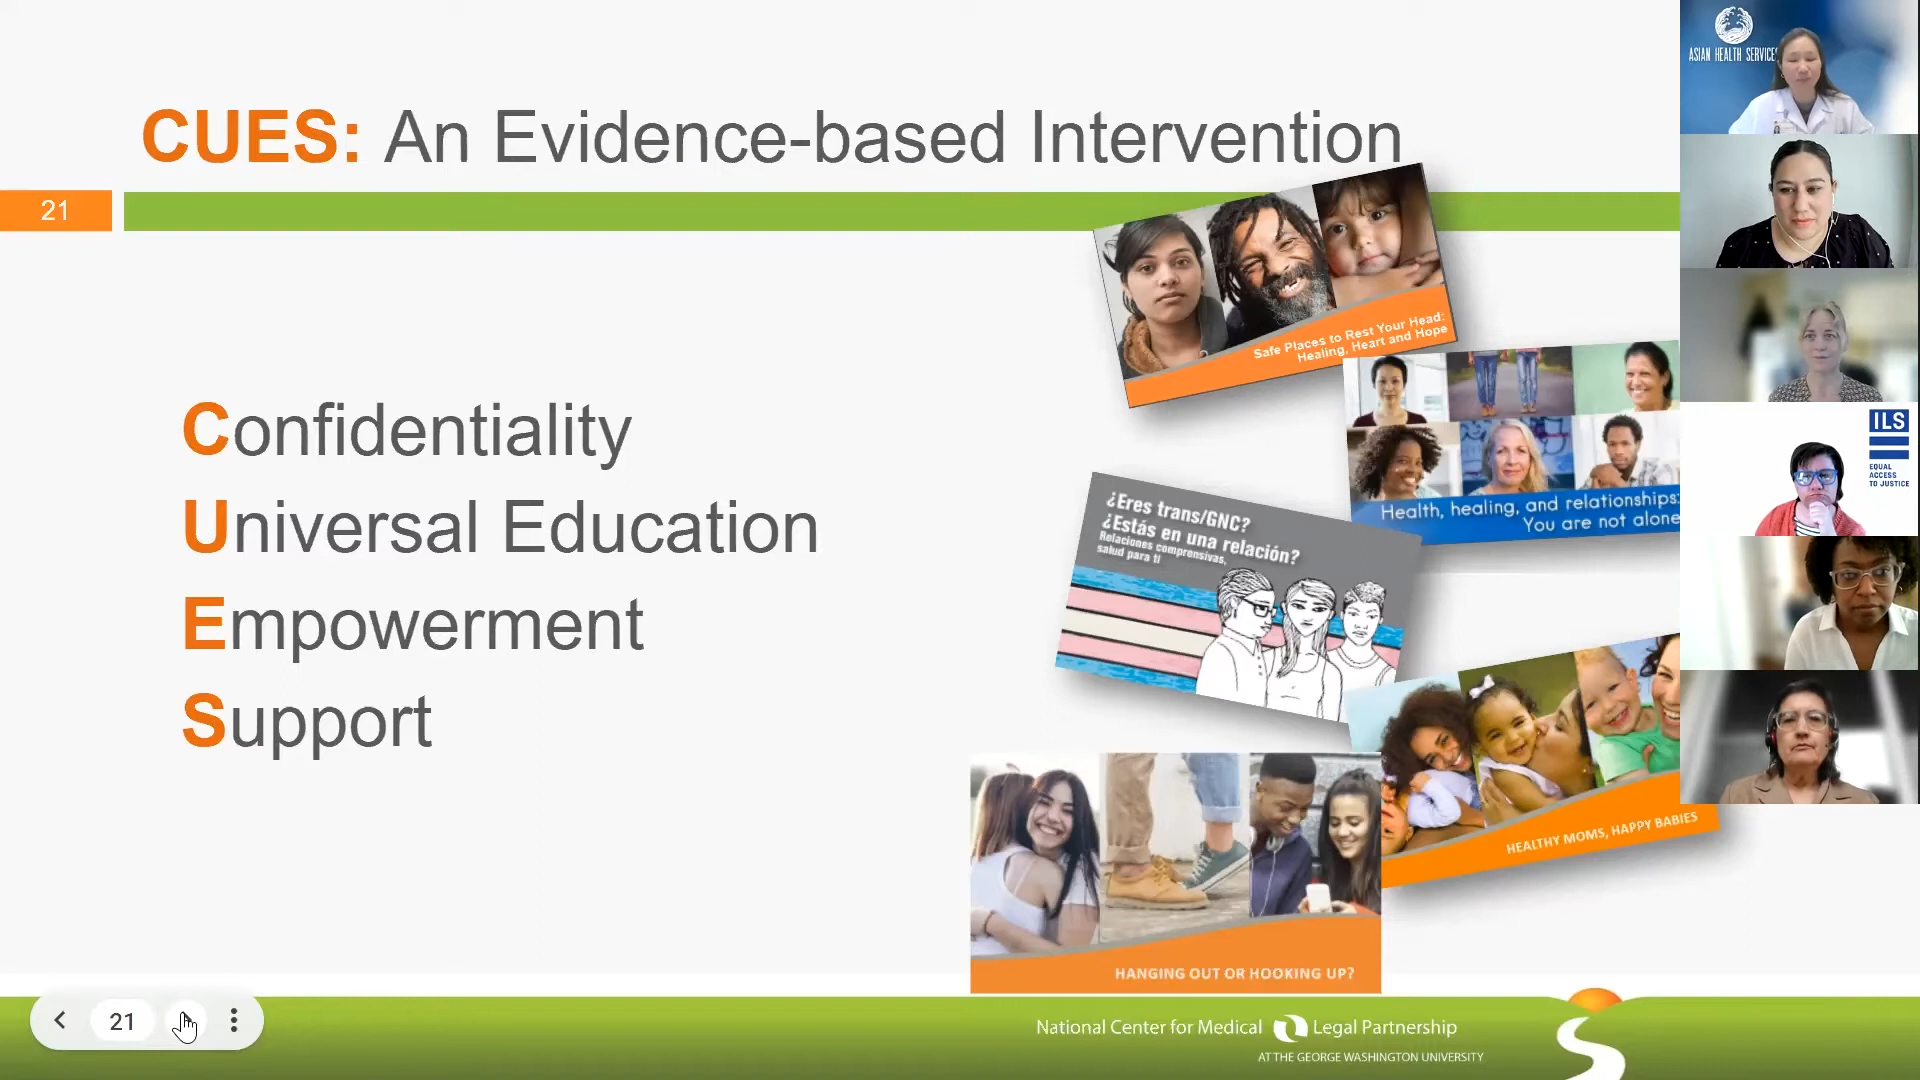 CUES: An Evidence-based Intervention
21
Confidentiality
Universal Education
Empowerment
Support
Safe Places to Rest Your Head:
Healing, Heart and Hope
Health, healing, and relationships:
You are not alone
¿Eres trans/GNC?
¿Estás en una relación?
Relaciones comprensivas,
salud para ti
HEALTHY MOMS, HAPPY BABIES
HANGING OUT OR HOOKING UP?
National Center for Medical Legal Partnership
AT THE GEORGE WASHINGTON UNIVERSITY
21
ASIAN HEALTH SERVICE
ILS
EQUAL
ACCESS
TO JUSTICE